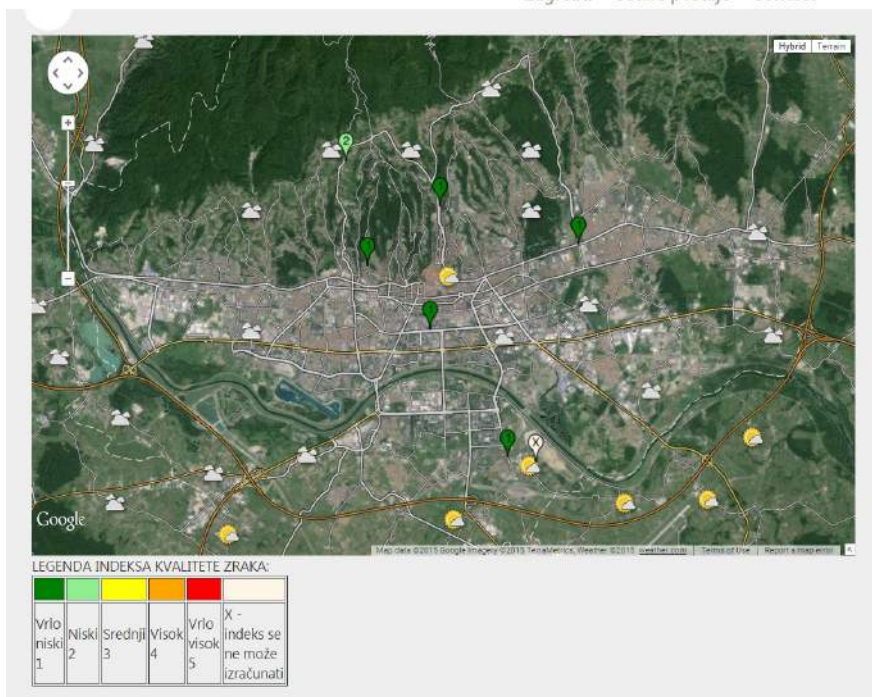 Hybrid Terrain
2
X
Google
Map data ©2015 Google Imagery ©2015 TerraMetrics, Weather ©2015 weather.com Terms of Use Report a map error
LEGENDA INDEKSA KVALITETE ZRAKA:
Vrlo niski 1
Niski 2
Srednji 3
Visok 4
Vrlo visok 5
X - indeks se ne može izračunati